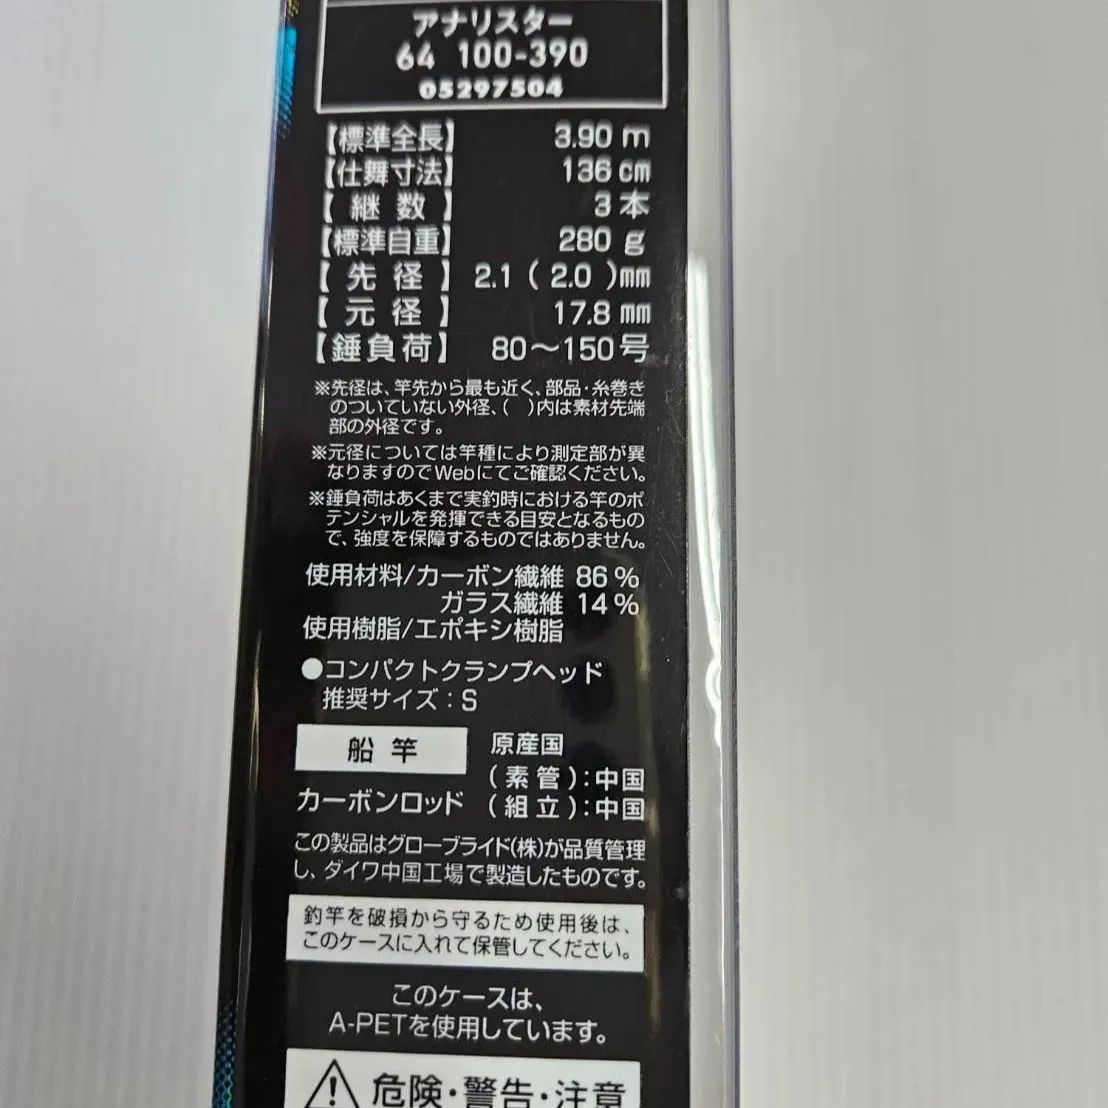 アナリスター
64 100-390
05297504
【標準全長】 3.90 m
【仕舞寸法】 136 cm
【継数】 3 本
【標準自重】 280 g
【先径】 2.1 ( 2.0 )mm
【元径】 17.8 mm
【錘負荷】 80〜150 号
※先径は、竿先から最も近く、部品・糸巻き
のついていない外径、( )内は素材先端
部の外径です。
※元径については竿種により測定部が異
なりますのでWebにてご確認ください。
※錘負荷はあくまで実釣時における竿のポ
テンシャルを発揮できる目安となるもの
で、強度を保障するものではありません。
使用材料/カーボン繊維 86 %
ガラス繊維 14 %
使用樹脂/エポキシ樹脂
●コンパクトクランプヘッド
推奨サイズ：S
船竿
原産国
(素管)：中国
カーボンロッド (組立)：中国
この製品はグローブライド(株)が品質管理
し、ダイワ中国工場で製造したものです。
釣竿を破損から守るため使用後は、
このケースに入れて保管してください。
このケースは、
A-PETを使用しています。
危険・警告・注意